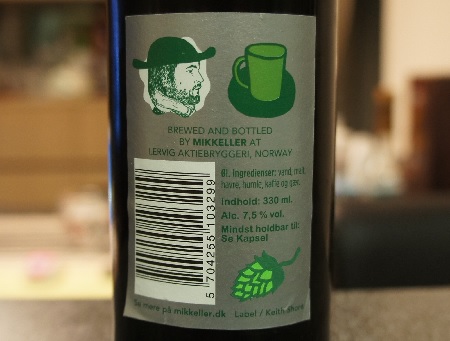 BREWED AND BOTTLED
BY MIKKELLER AT
LERVIG AKTIEBRYGGERI, NORWAY
Øl. Ingredienser: vand, malt,
havre, humle, kaffe og gær.
Indhold: 330 ml.
Alc. 7,5 % vol.
Mindst holdbar til:
Se Kapsel
5 704255 103299
Se mere på mikkeller.dk
Label / Keith Shore